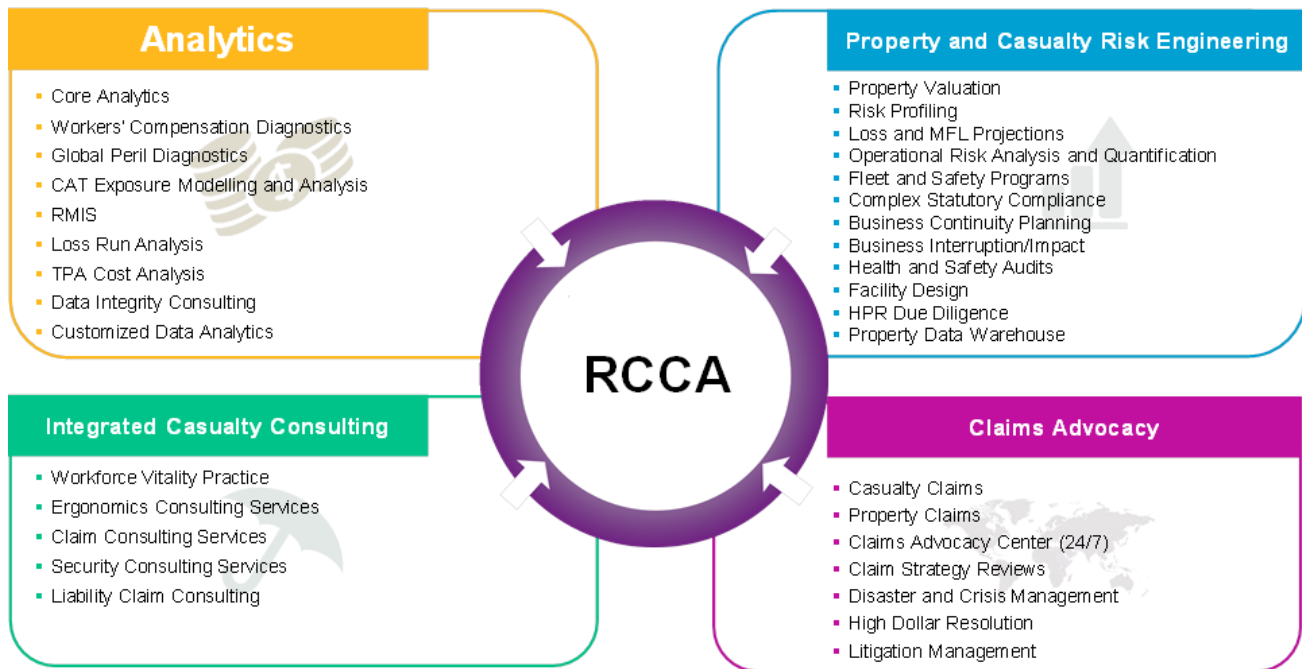 Analytics
▪ Core Analytics
▪ Workers' Compensation Diagnostics
▪ Global Peril Diagnostics
▪ CAT Exposure Modelling and Analysis
▪ RMIS
▪ Loss Run Analysis
▪ TPA Cost Analysis
▪ Data Integrity Consulting
▪ Customized Data Analytics
Property and Casualty Risk Engineering
▪ Property Valuation
▪ Risk Profiling
▪ Loss and MFL Projections
▪ Operational Risk Analysis and Quantification
▪ Fleet and Safety Programs
▪ Complex Statutory Compliance
▪ Business Continuity Planning
▪ Business Interruption/Impact
▪ Health and Safety Audits
▪ Facility Design
▪ HPR Due Diligence
▪ Property Data Warehouse
RCCA
Integrated Casualty Consulting
▪ Workforce Vitality Practice
▪ Ergonomics Consulting Services
▪ Claim Consulting Services
▪ Security Consulting Services
▪ Liability Claim Consulting
Claims Advocacy
▪ Casualty Claims
▪ Property Claims
▪ Claims Advocacy Center (24/7)
▪ Claim Strategy Reviews
▪ Disaster and Crisis Management
▪ High Dollar Resolution
▪ Litigation Management